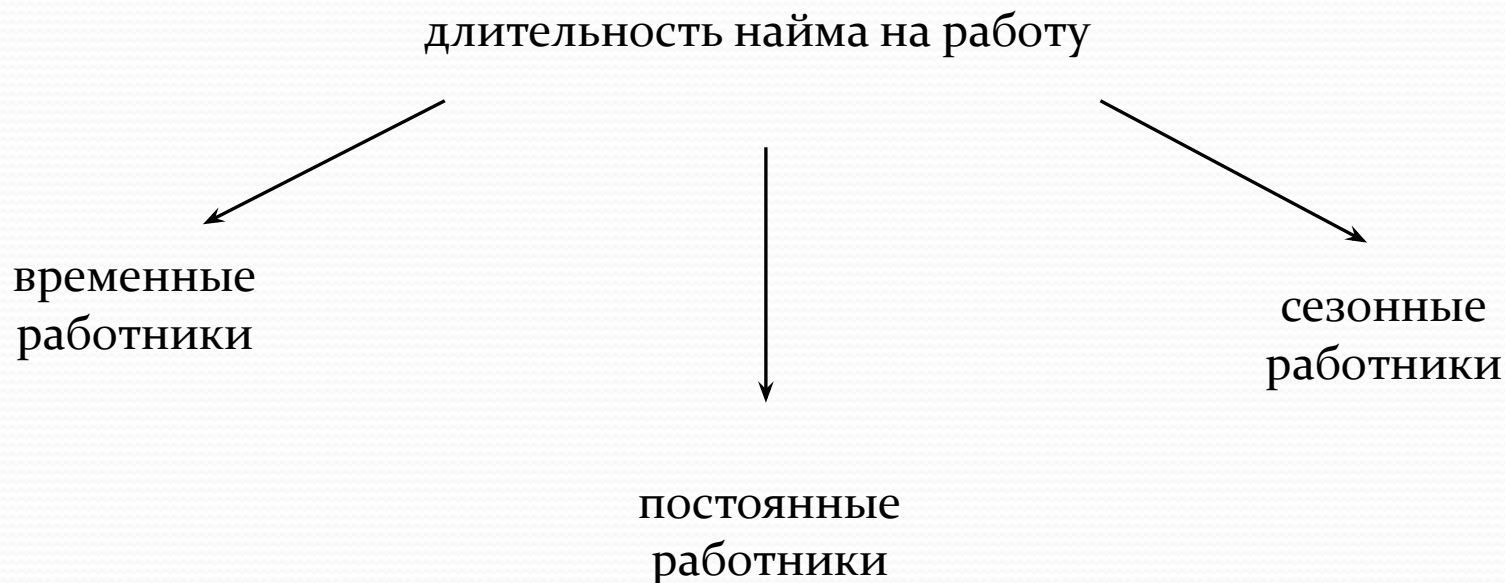 длительность найма на работу
временные
работники
сезонные
работники
постоянные
работники